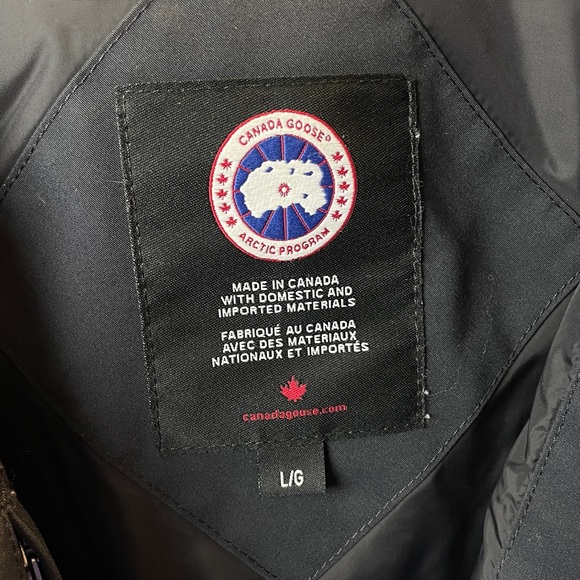 CANADA GOOSE®
ARCTIC PROGRAM
MADE IN CANADA
WITH DOMESTIC AND
IMPORTED MATERIALS
FABRIQUÉ AU CANADA
AVEC DES MATERIAUX
NATIONAUX ET IMPORTÉS
canadagoose.com
L/G